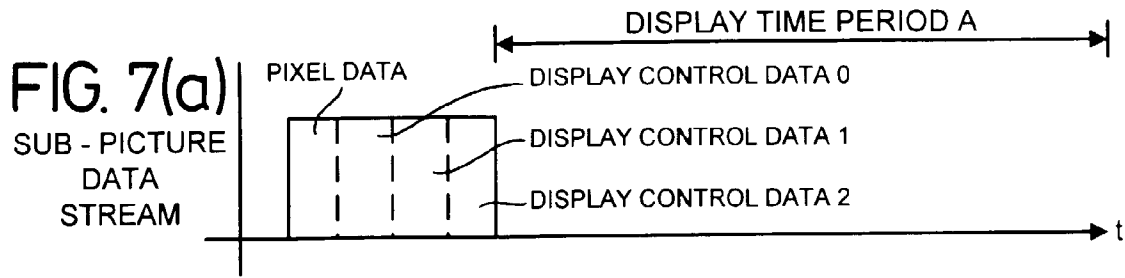 DISPLAY TIME PERIOD A
FIG. 7(a)
PIXEL DATA
DISPLAY CONTROL DATA 0
SUB - PICTURE
DATA
STREAM
DISPLAY CONTROL DATA 1
DISPLAY CONTROL DATA 2
t